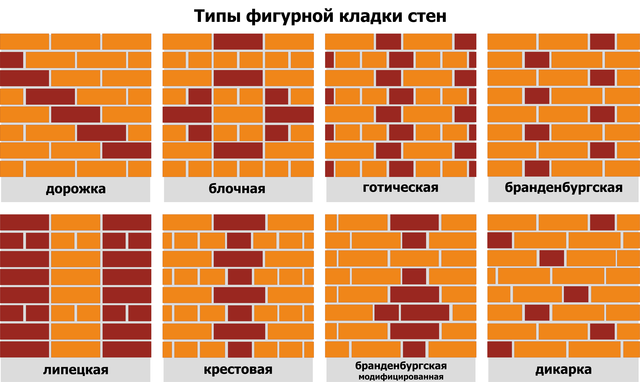 Типы фигурной кладки стен
дорожка
блочная
готическая
бранденбургская
липецкая
крестовая
бранденбургская
модифицированная
дикарка